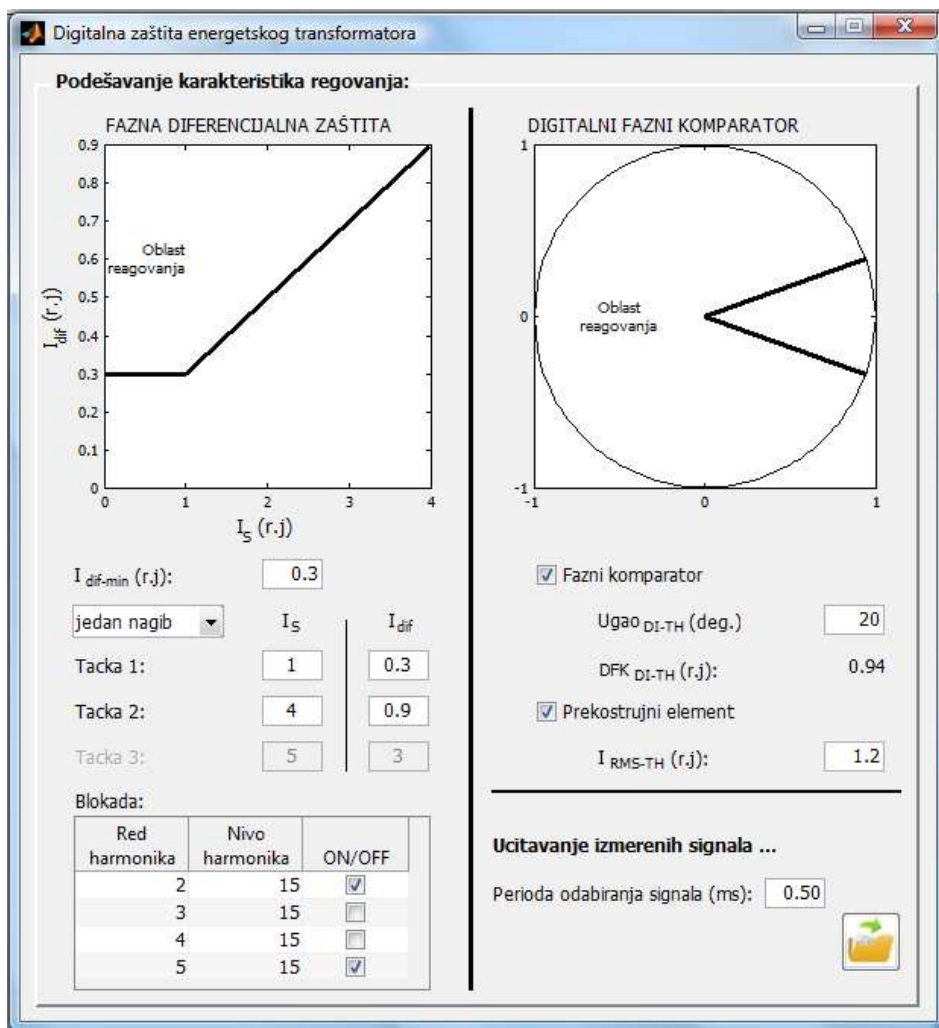 Digitalna zaštita energetskog transformatora
Podešavanje karakteristika regovanja:
FAZNA DIFERENCIJALNA ZAŠTITA
0.9
0.8
0.7
0.6
0.5
0.4
0.3
0.2
0.1
0
I dif (r.j)
Oblast
reagovanja
0 1 2 3 4
I S (r.j)
I dif-min (r.j): 0.3
jedan nagib I S I dif
Tacka 1: 1 0.3
Tacka 2: 4 0.9
Tacka 3: 5 3
Blokada:
Red harmonika Nivo harmonika ON/OFF
2 15
3 15
4 15
5 15
DIGITALNI FAZNI KOMPARATOR
1
0
-1
Oblast
reagovanja
-1 0 1
Fazni komparator
Ugao DI-TH (deg.) 20
DFK DI-TH (r.j): 0.94
Prekostrujni element
I RMS-TH (r.j): 1.2
Ucitavanje izmerenih signala ...
Perioda odabiranja signala (ms): 0.50